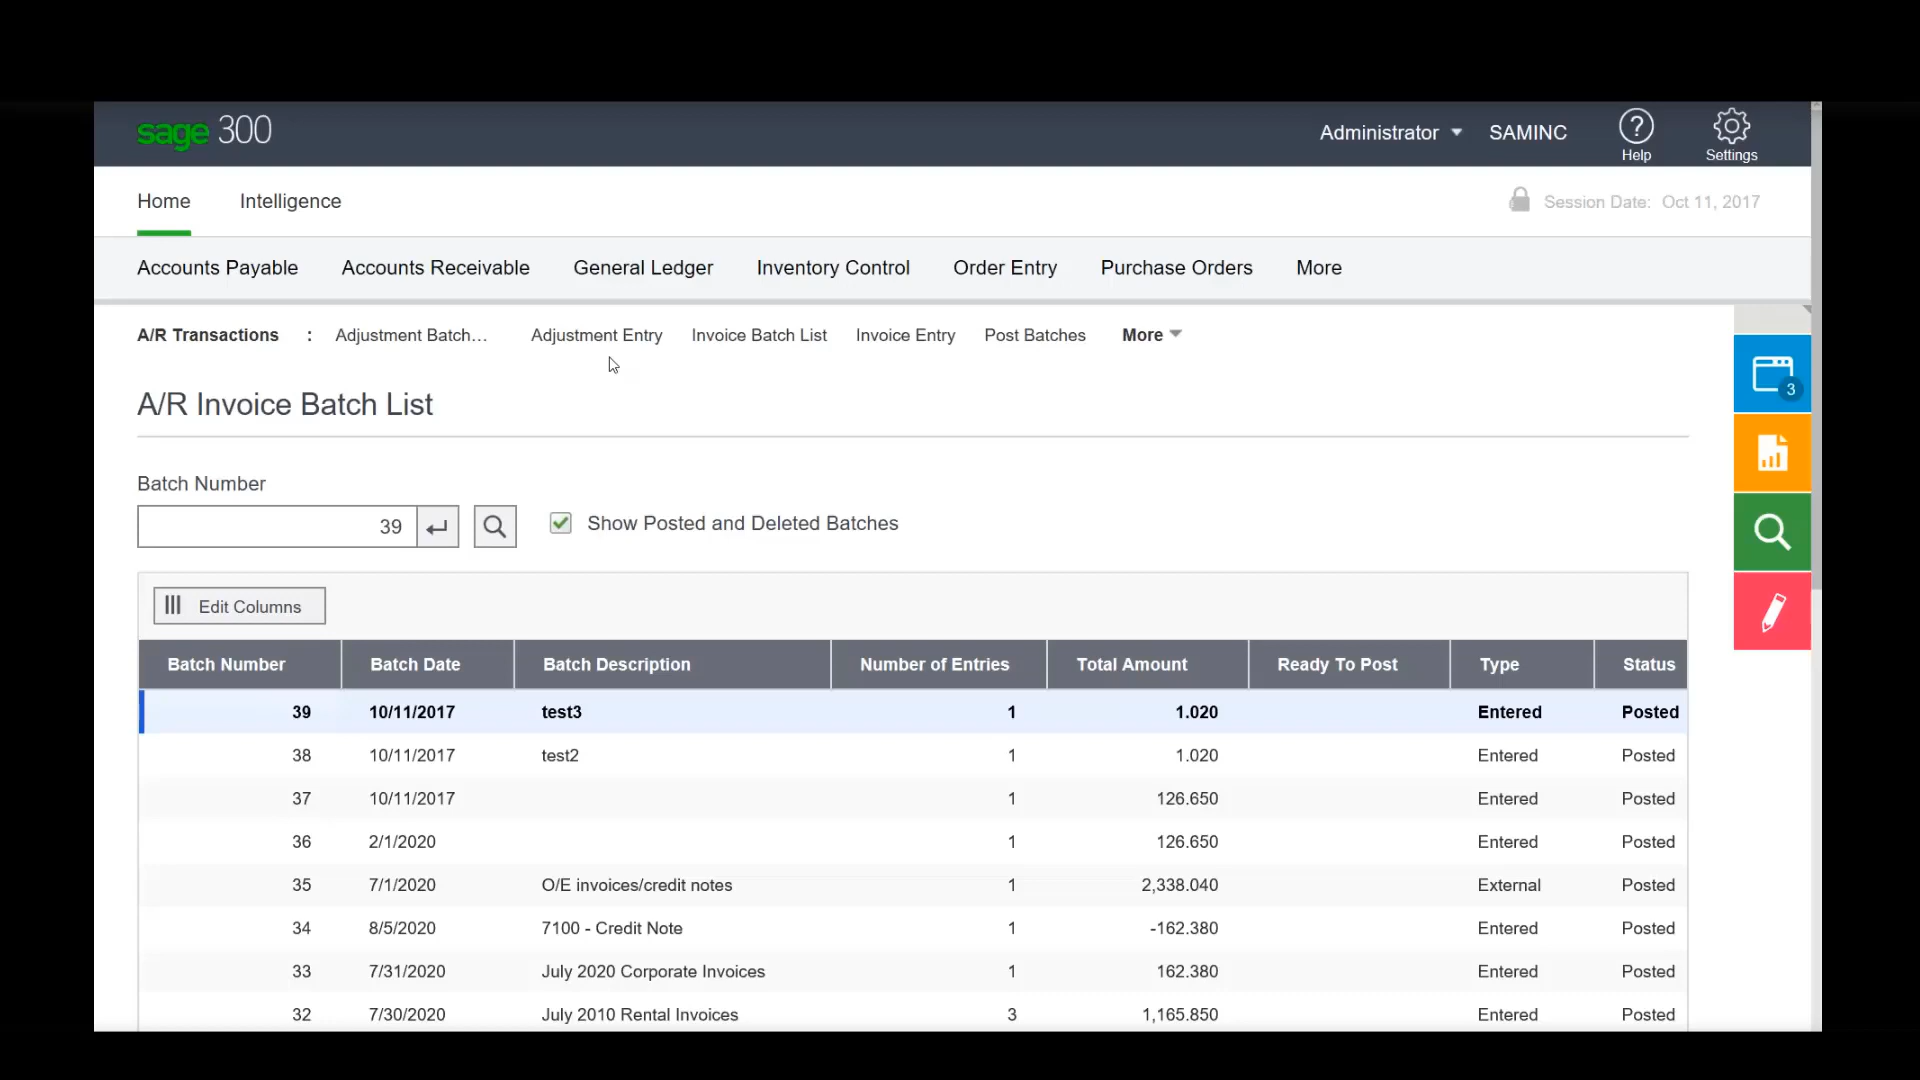 sage 300
Administrator SAMINC Help Settings
Home Intelligence Session Date: Oct 11, 2017
Accounts Payable Accounts Receivable General Ledger Inventory Control Order Entry Purchase Orders More
A/R Transactions : Adjustment Batch... Adjustment Entry Invoice Batch List Invoice Entry Post Batches More
3
A/R Invoice Batch List
Batch Number
39 Show Posted and Deleted Batches
Edit Columns
Batch Number Batch Date Batch Description Number of Entries Total Amount Ready To Post Type Status
39 10/11/2017 test3 1 1.020 Entered Posted
38 10/11/2017 test2 1 1.020 Entered Posted
37 10/11/2017 1 126.650 Entered Posted
36 2/1/2020 1 126.650 Entered Posted
35 7/1/2020 O/E invoices/credit notes 1 2,338.040 External Posted
34 8/5/2020 7100 - Credit Note 1 -162.380 Entered Posted
33 7/31/2020 July 2020 Corporate Invoices 1 162.380 Entered Posted
32 7/30/2020 July 2010 Rental Invoices 3 1,165.850 Entered Posted